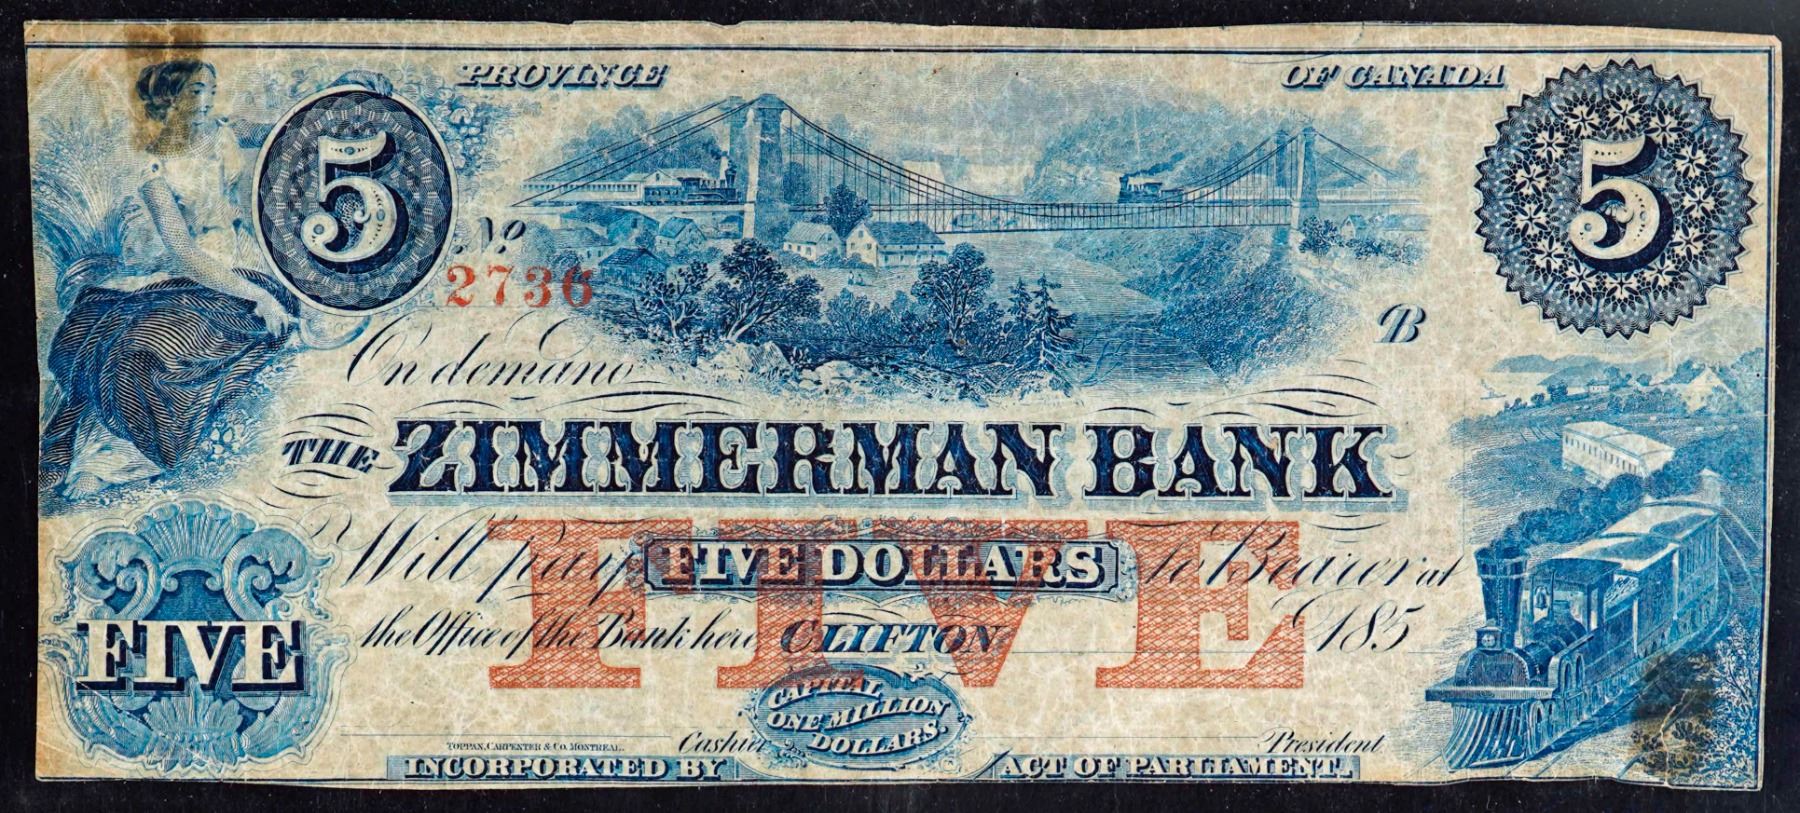 PROVINCE OF CANADA
5
5
No
2736
B
On demand
THE ZIMMERMAN BANK
FIVE
Will pay FIVE DOLLARS to Bearer at
the Office of the Bank here CLIFTON 185
FIVE
CAPITAL
ONE MILLION
DOLLARS.
TOPPAN, CARPENTER & CO. MONTREAL. Cashier President
INCORPORATED BY ACT OF PARLIAMENT.